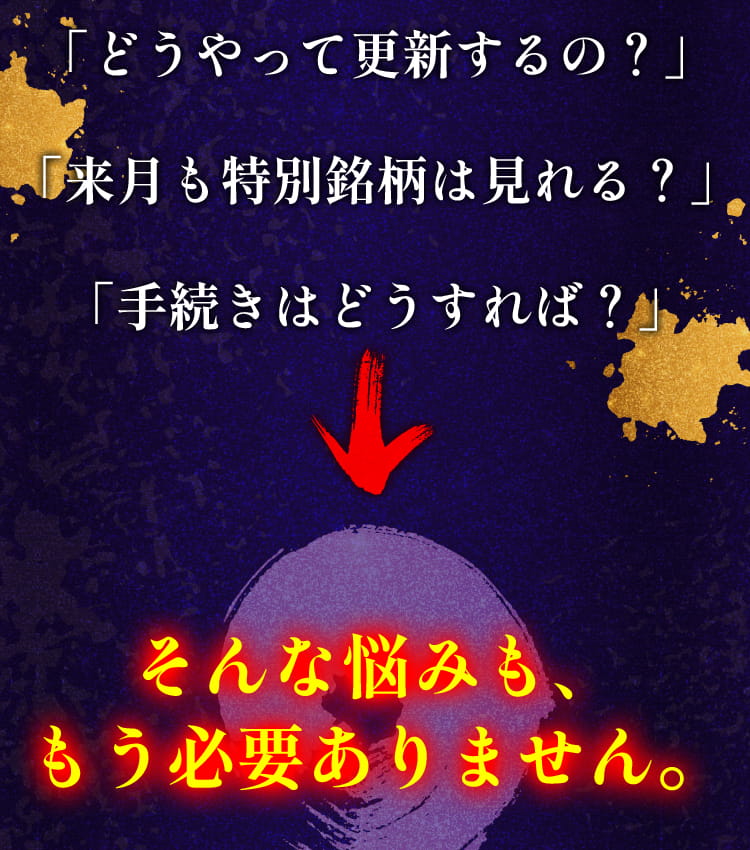 「どうやって更新するの？」
「来月も特別銘柄は見れる？」
「手続きはどうすれば？」
そんな悩みも、
もう必要ありません。